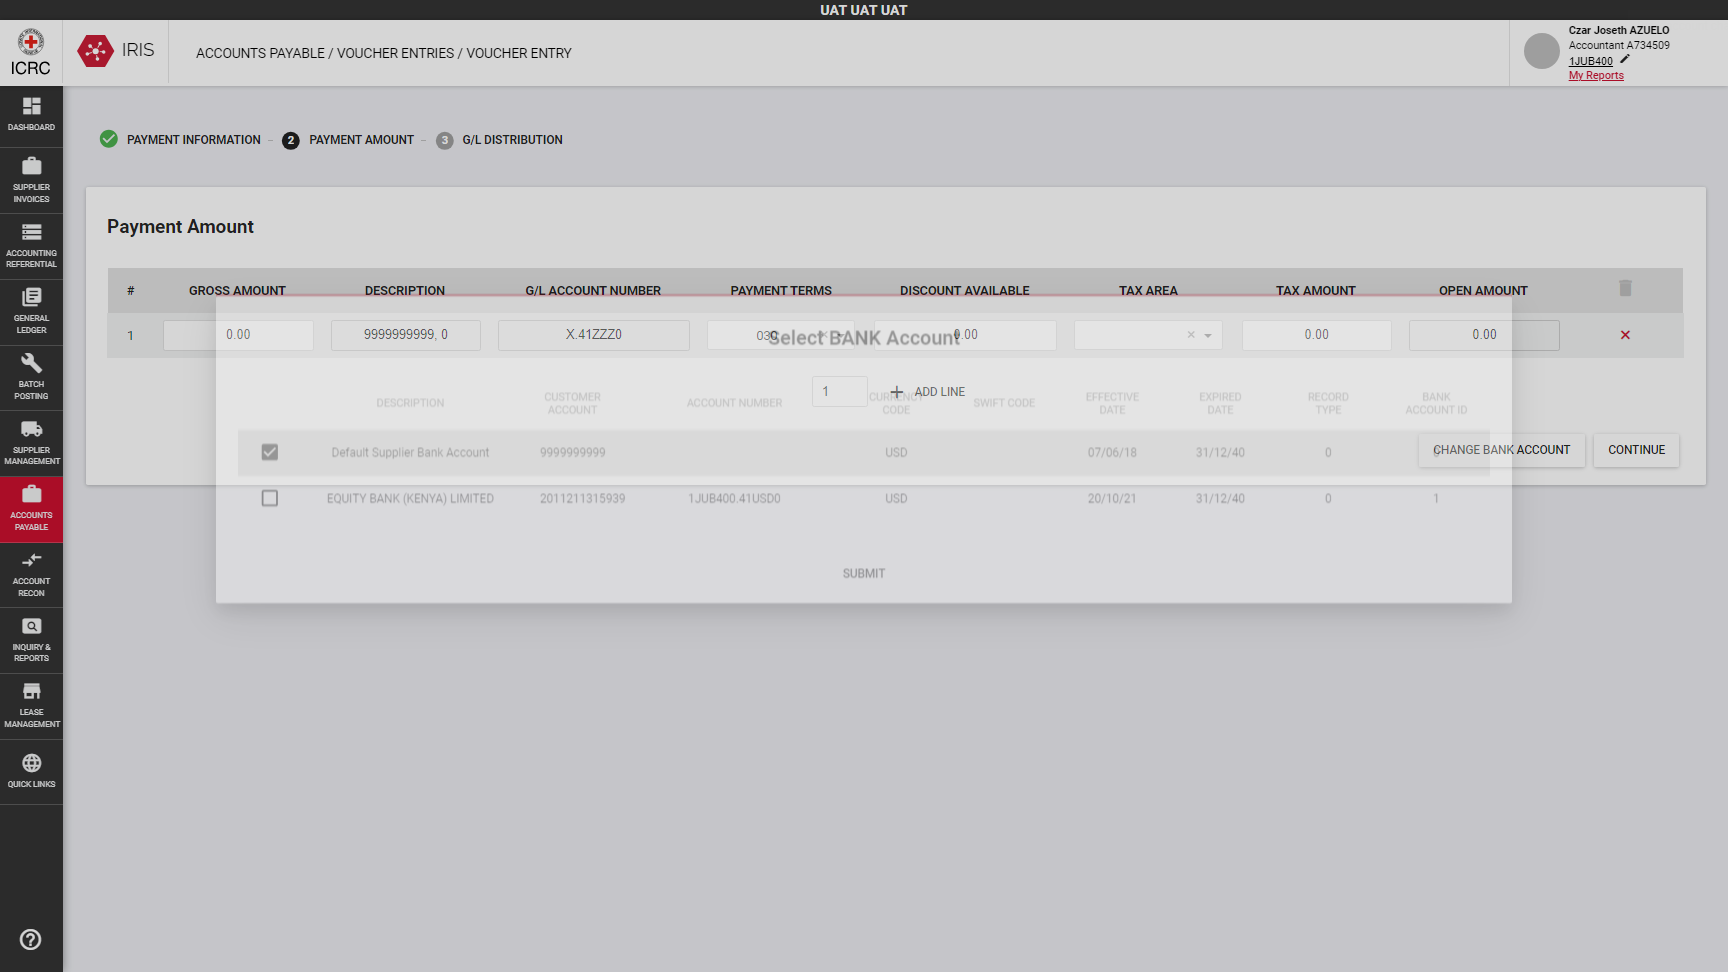 UAT UAT UAT
ICRC
IRIS
ACCOUNTS PAYABLE / VOUCHER ENTRIES / VOUCHER ENTRY
Czar Joseth AZUELO
Accountant A734509
1JUB400
My Reports
DASHBOARD
SUPPLIER
INVOICES
ACCOUNTING
REFERENTIAL
GENERAL
LEDGER
BATCH
POSTING
SUPPLIER
MANAGEMENT
ACCOUNTS
PAYABLE
ACCOUNT
RECON
INQUIRY &
REPORTS
LEASE
MANAGEMENT
QUICK LINKS
PAYMENT INFORMATION - 2 PAYMENT AMOUNT - 3 G/L DISTRIBUTION
Payment Amount
# GROSS AMOUNT DESCRIPTION G/L ACCOUNT NUMBER PAYMENT TERMS DISCOUNT AVAILABLE TAX AREA TAX AMOUNT OPEN AMOUNT
1 0.00 9999999999, 0 X.41ZZZ0 03C 0.00 0.00 0.00
1 ADD LINE
CHANGE BANK ACCOUNT CONTINUE
Select BANK Account
DESCRIPTION CUSTOMER ACCOUNT ACCOUNT NUMBER CURRENCY CODE SWIFT CODE EFFECTIVE DATE EXPIRED DATE RECORD TYPE BANK ACCOUNT ID
Default Supplier Bank Account 9999999999 USD 07/06/18 31/12/40 0
EQUITY BANK (KENYA) LIMITED 2011211315939 1JUB400.41USD0 USD 20/10/21 31/12/40 0 1
SUBMIT